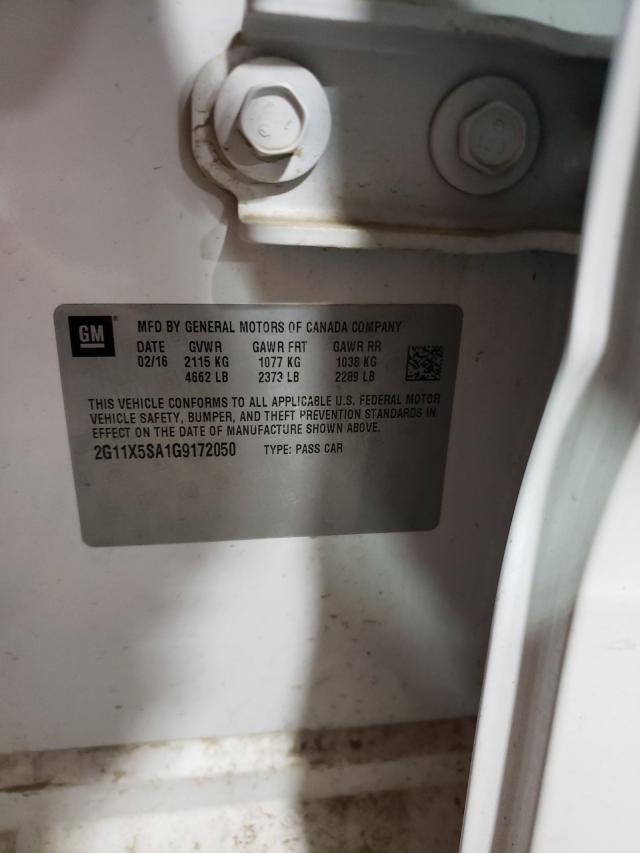 GM ® MFD BY GENERAL MOTORS OF CANADA COMPANY
DATE GVWR GAWR FRT GAWR RR
02/16 2115 KG 1077 KG 1038 KG
4662 LB 2373 LB 2289 LB
THIS VEHICLE CONFORMS TO ALL APPLICABLE U.S. FEDERAL MOTOR
VEHICLE SAFETY, BUMPER, AND THEFT PREVENTION STANDARDS IN
EFFECT ON THE DATE OF MANUFACTURE SHOWN ABOVE.
2G11X5SA1G9172050 TYPE: PASS CAR